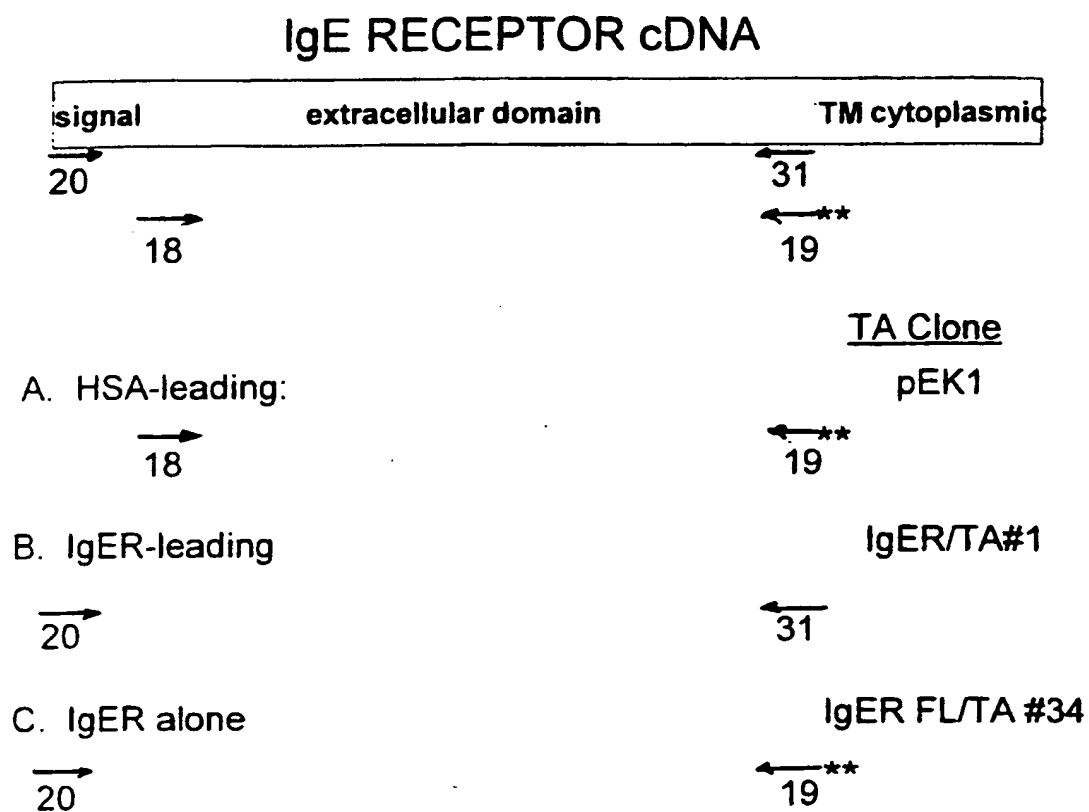 IgE RECEPTOR cDNA
signal extracellular domain TM cytoplasmic
20 31
18 ** 19
TA Clone
A. HSA-leading: pEK1
18 ** 19
B. IgER-leading IgER/TA#1
20 31
C. IgER alone IgER FL/TA #34
20 ** 19